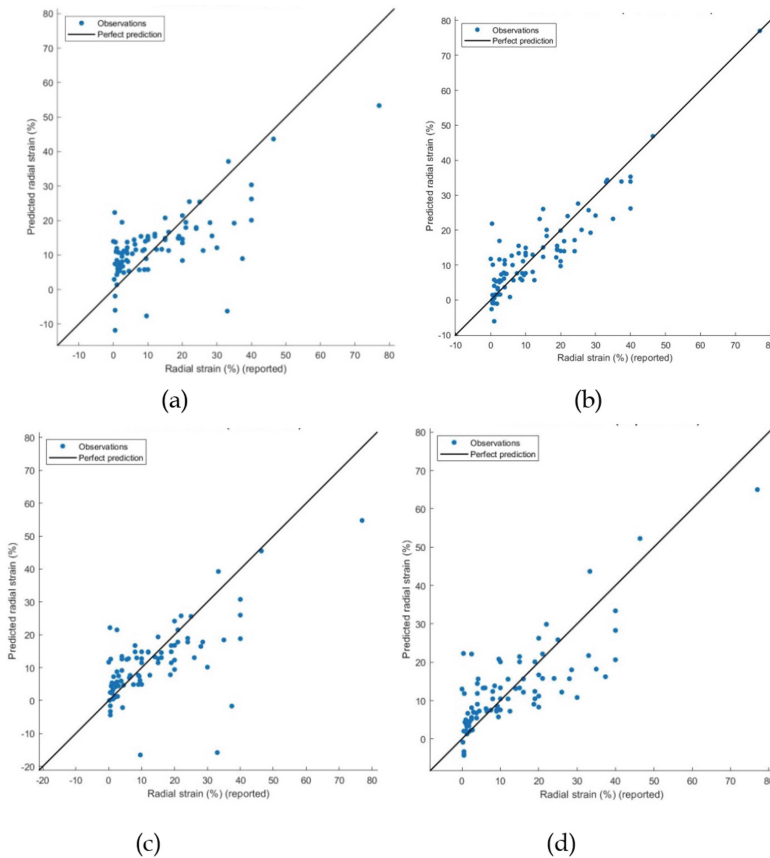 Observations
Perfect prediction
80
70
60
50
40
30
20
10
0
-10
Predicted radial strain (%)
-10 0 10 20 30 40 50 60 70 80
Radial strain (%) (reported)
(a)
Observations
Perfect prediction
80
70
60
50
40
30
20
10
0
-10
Predicted radial strain (%)
-10 0 10 20 30 40 50 60 70 80
Radial strain (%) (reported)
(b)
Observations
Perfect prediction
80
70
60
50
40
30
20
10
0
-10
-20
Predicted radial strain (%)
-20 -10 0 10 20 30 40 50 60 70 80
Radial strain (%) (reported)
(c)
Observations
Perfect prediction
80
70
60
50
40
30
20
10
0
Predicted radial strain (%)
0 10 20 30 40 50 60 70 80
Radial strain (%) (reported)
(d)